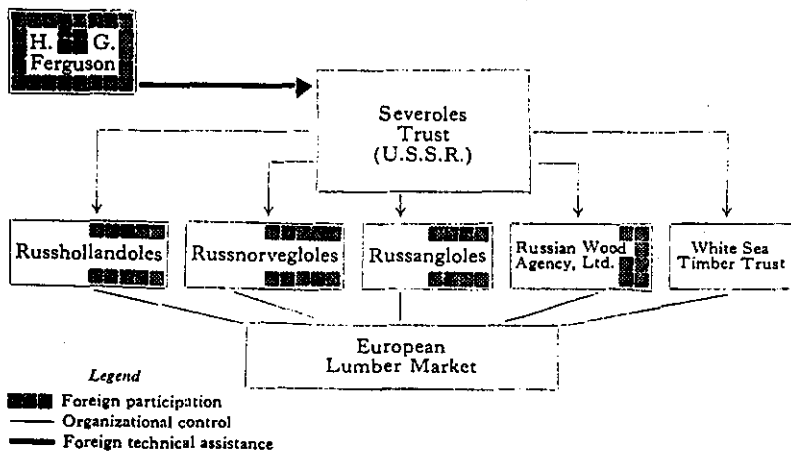 H. G.
Ferguson
Severoles
Trust
(U.S.S.R.)
Russhollandoles
Russnorvegloles
Russangloles
Russian Wood
Agency, Ltd.
White Sea
Timber Trust
European
Lumber Market
Legend
Foreign participation
Organizational control
Foreign technical assistance